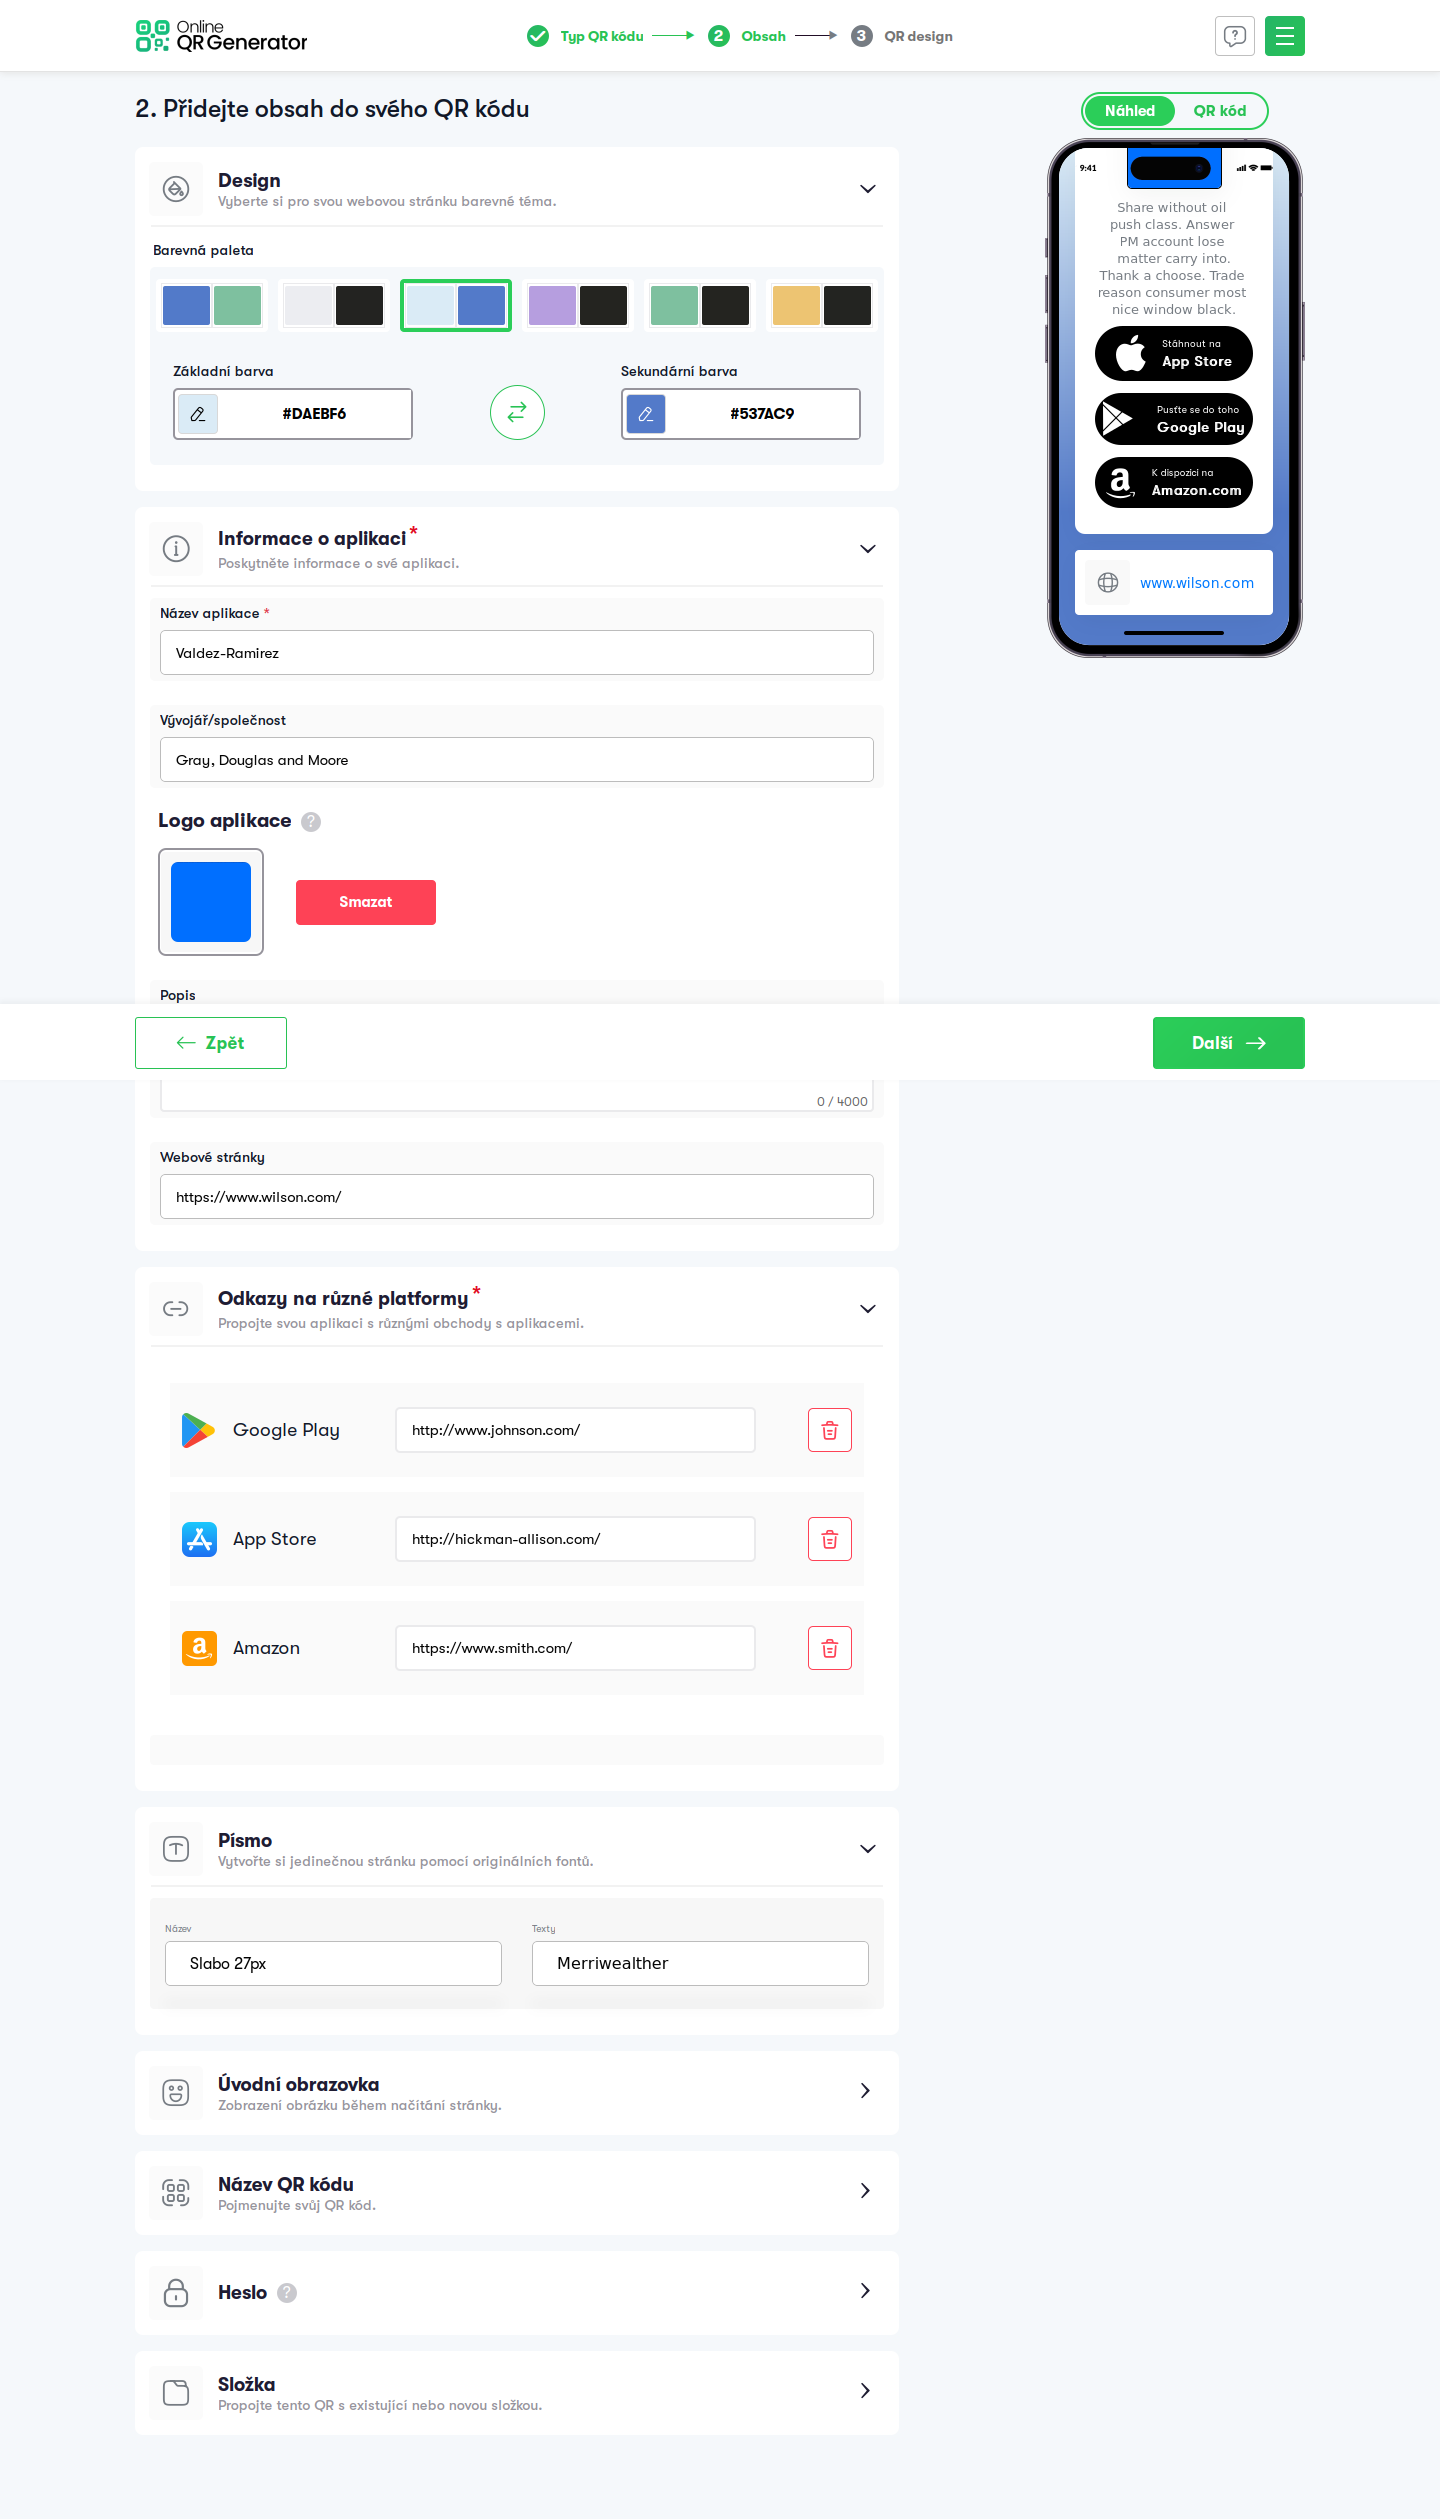 Online
QR Generator
Typ QR kódu
2
Obsah
3
QR design
2. Přidejte obsah do svého QR kódu
Náhled
QR kód
Design
Vyberte si pro svou webovou stránku barevné téma.
Barevná paleta
Základní barva
#DAEBF6
Sekundární barva
#537AC9
9:41
Share without oil
push class. Answer
PM account lose
matter carry into.
Thank a choose. Trade
reason consumer most
nice window black.
Stáhnout na
App Store
Pusťte se do toho
Google Play
K dispozici na
Amazon.com
www.wilson.com
Informace o aplikaci *
Poskytněte informace o své aplikaci.
Název aplikace *
Valdez-Ramirez
Vývojář/společnost
Gray, Douglas and Moore
Logo aplikace ?
Smazat
Popis
Zpět
Další
0 / 4000
Webové stránky
https://www.wilson.com/
Odkazy na různé platformy *
Propojte svou aplikaci s různými obchody s aplikacemi.
Google Play
http://www.johnson.com/
App Store
http://hickman-allison.com/
Amazon
https://www.smith.com/
Písmo
Vytvořte si jedinečnou stránku pomocí originálních fontů.
Název
Texty
Slabo 27px
Merriwealther
Úvodní obrazovka
Zobrazení obrázku během načítání stránky.
Název QR kódu
Pojmenujte svůj QR kód.
Heslo ?
Složka
Propojte tento QR s existující nebo novou složkou.